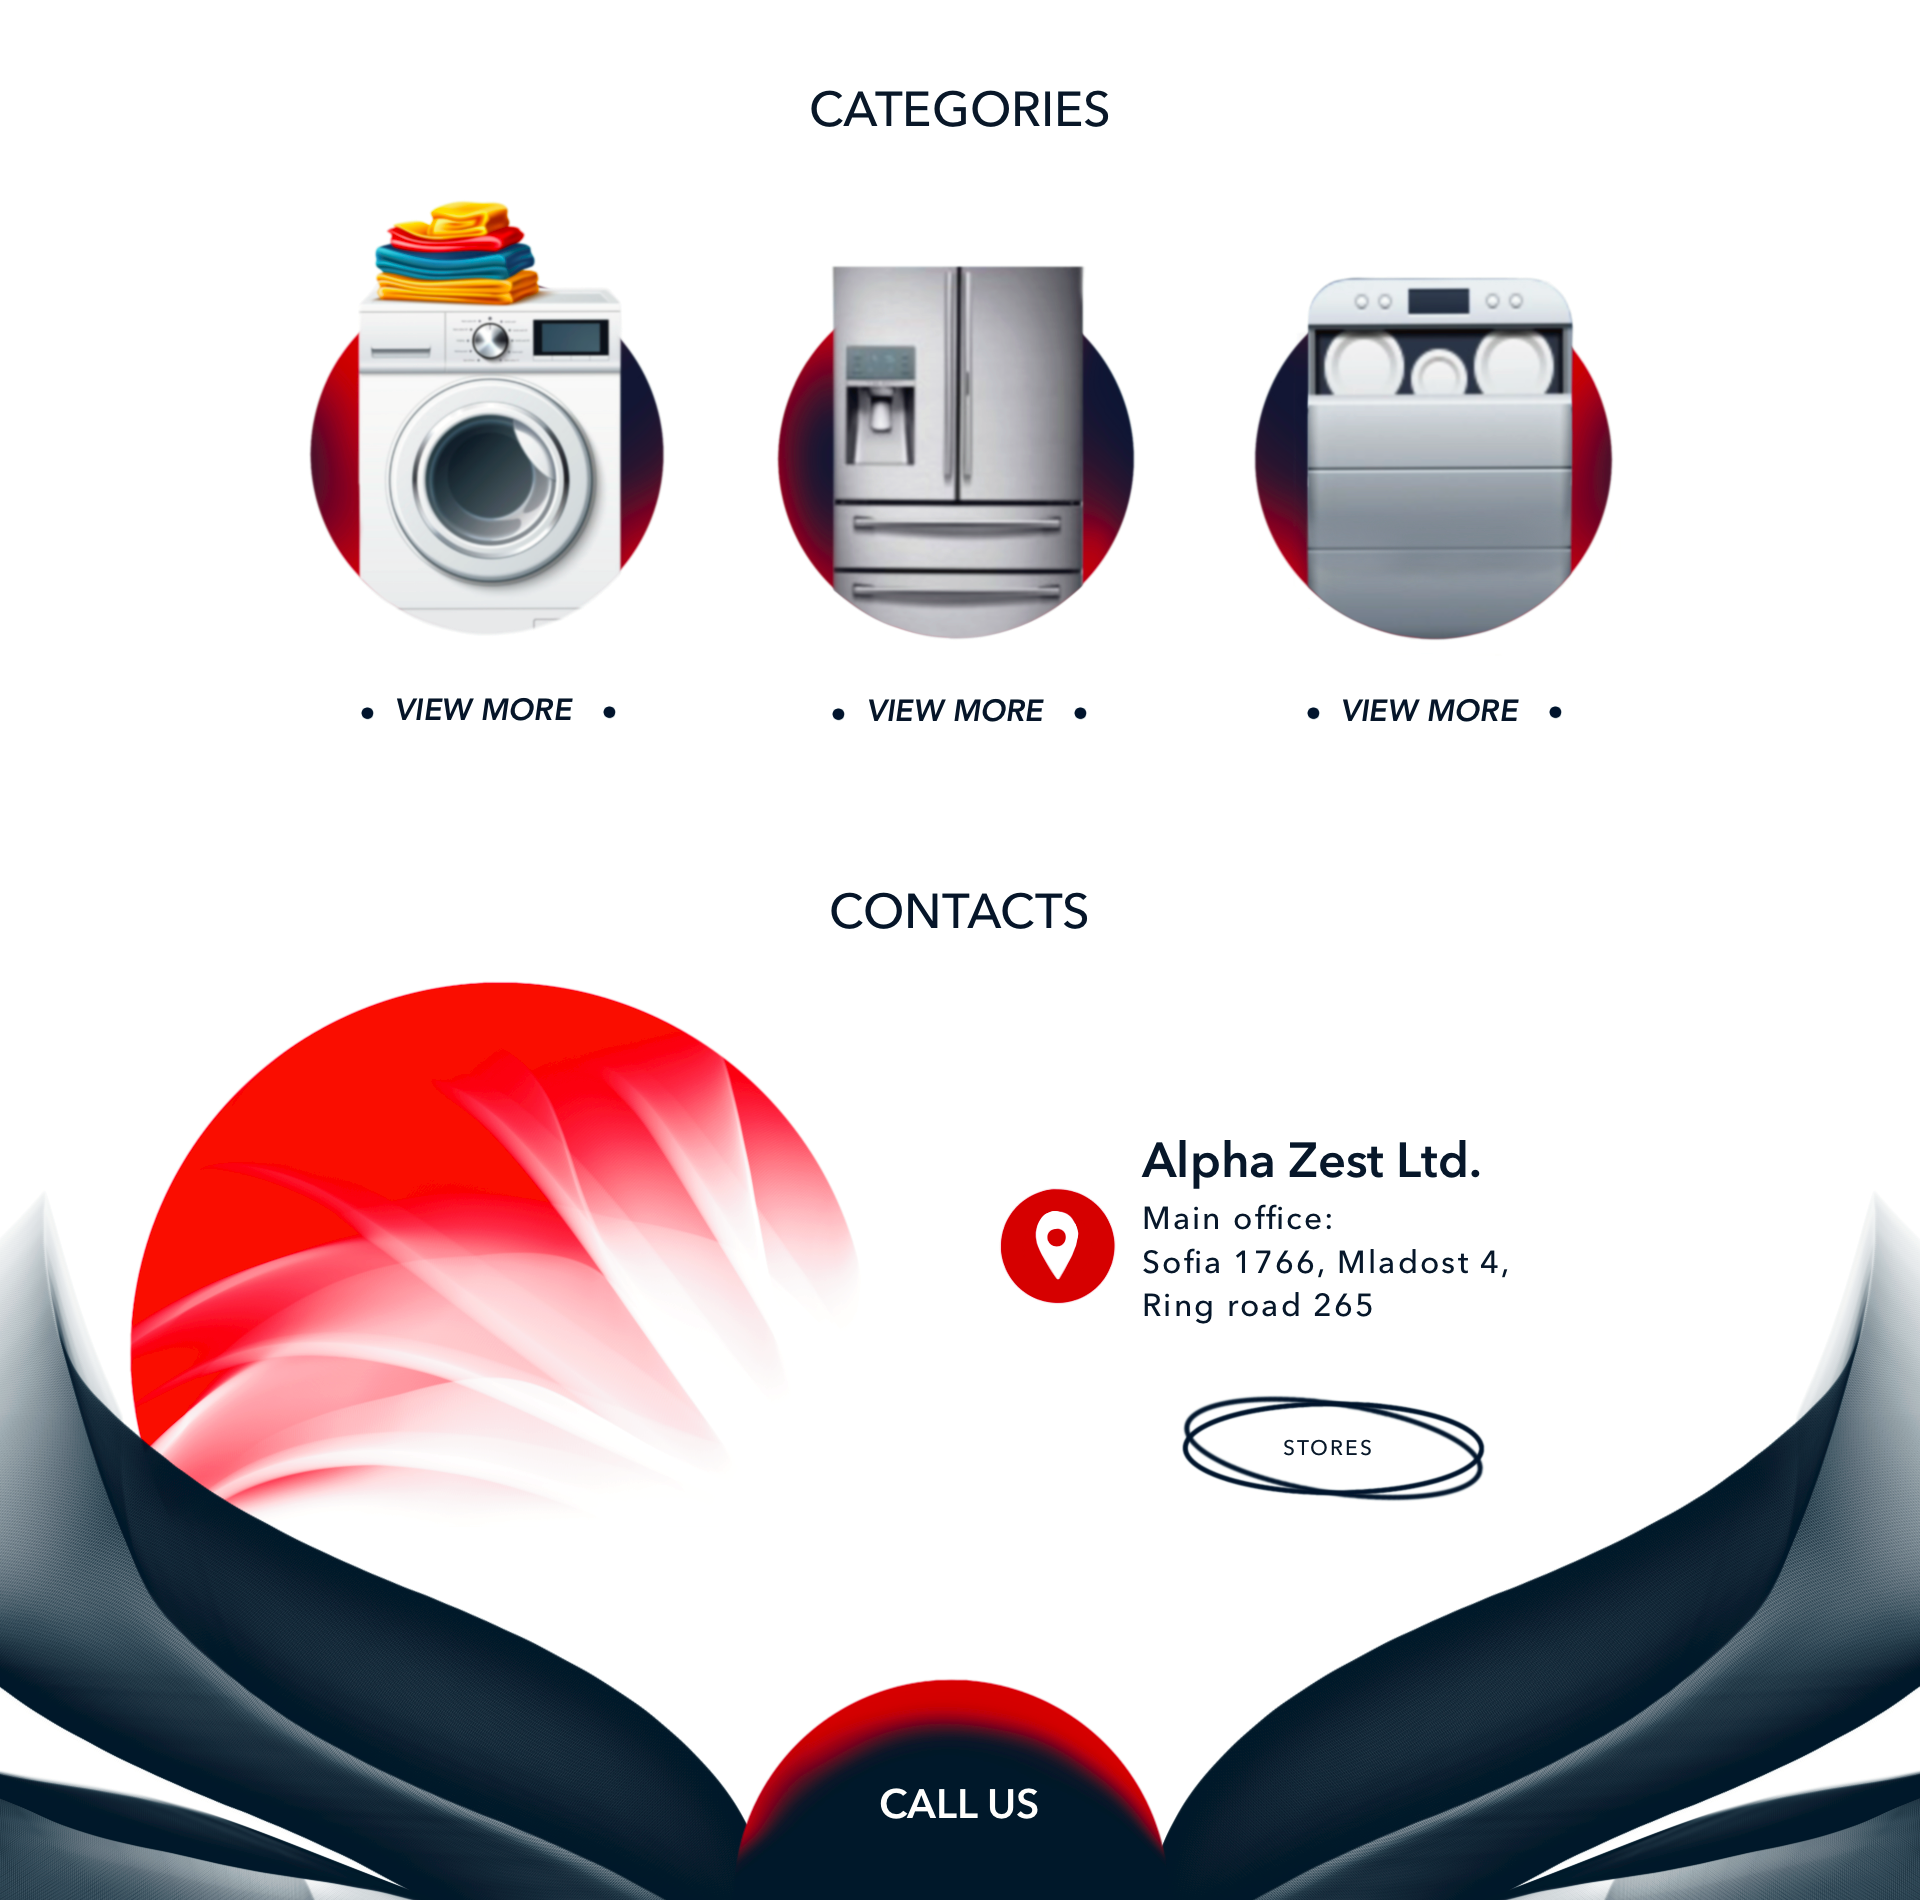 CATEGORIES
• VIEW MORE •
• VIEW MORE •
• VIEW MORE •
CONTACTS
Alpha Zest Ltd.
Main office:
Sofia 1766, Mladost 4,
Ring road 265
STORES
CALL US